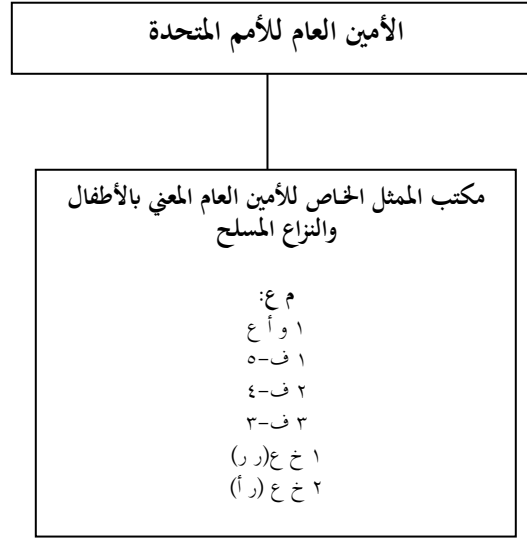 الأمين العام للأمم المتحدة
مكتب الممثل الخاص للأمين العام المعني بالأطفال
والنزاع المسلح
م ع:
١ و أ ع
١ ف-٥
٢ ف-٤
٣ ف-٣
١ خ ع(ر ر)
٢ خ ع (ر أ)